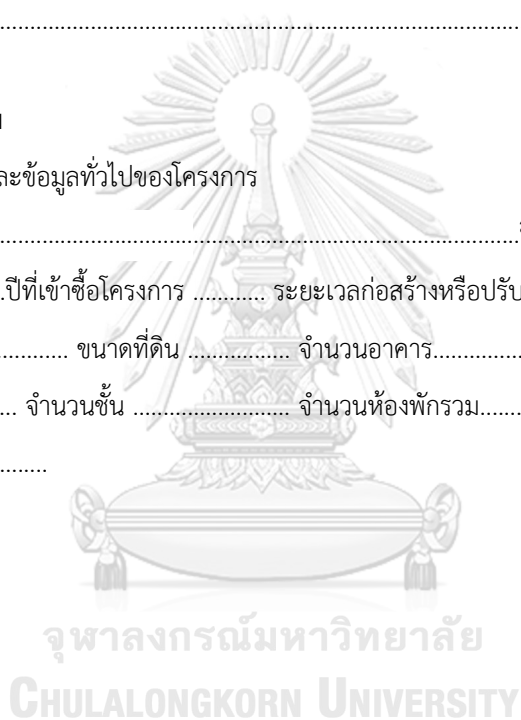 .......................................................................................................
ละข้อมูลทั่วไปของโครงการ
.......................................................................................................
.ปีที่เข้าซื้อโครงการ ............ ระยะเวลก่อสร้างหรือปรับ
............. ขนาดที่ดิน ................. จำนวนอาคาร................
... จำนวนชั้น .......................... จำนวนห้องพักรวม.......
.........
จุฬาลงกรณ์มหาวิทยาลัย
CHULALONGKORN UNIVERSITY